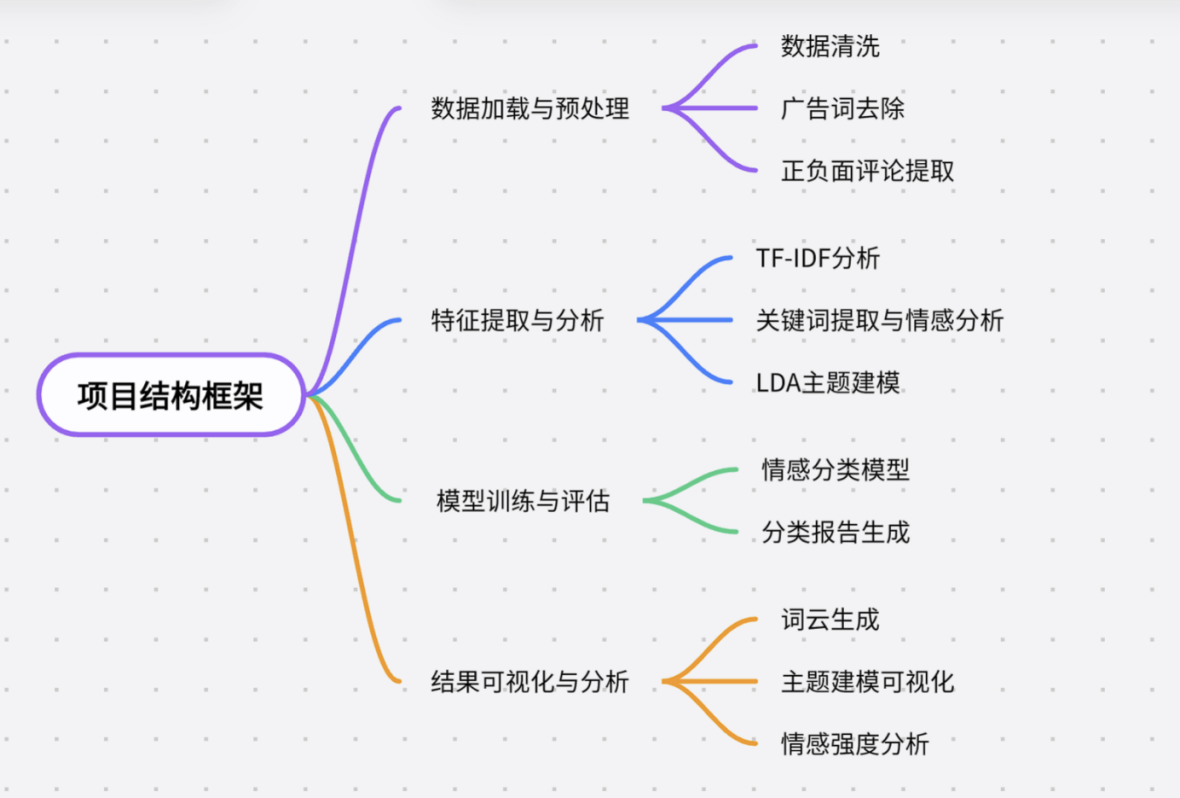 项目结构框架
数据加载与预处理
数据清洗
广告词去除
正负面评论提取
特征提取与分析
TF-IDF分析
关键词提取与情感分析
LDA主题建模
模型训练与评估
情感分类模型
分类报告生成
结果可视化与分析
词云生成
主题建模可视化
情感强度分析